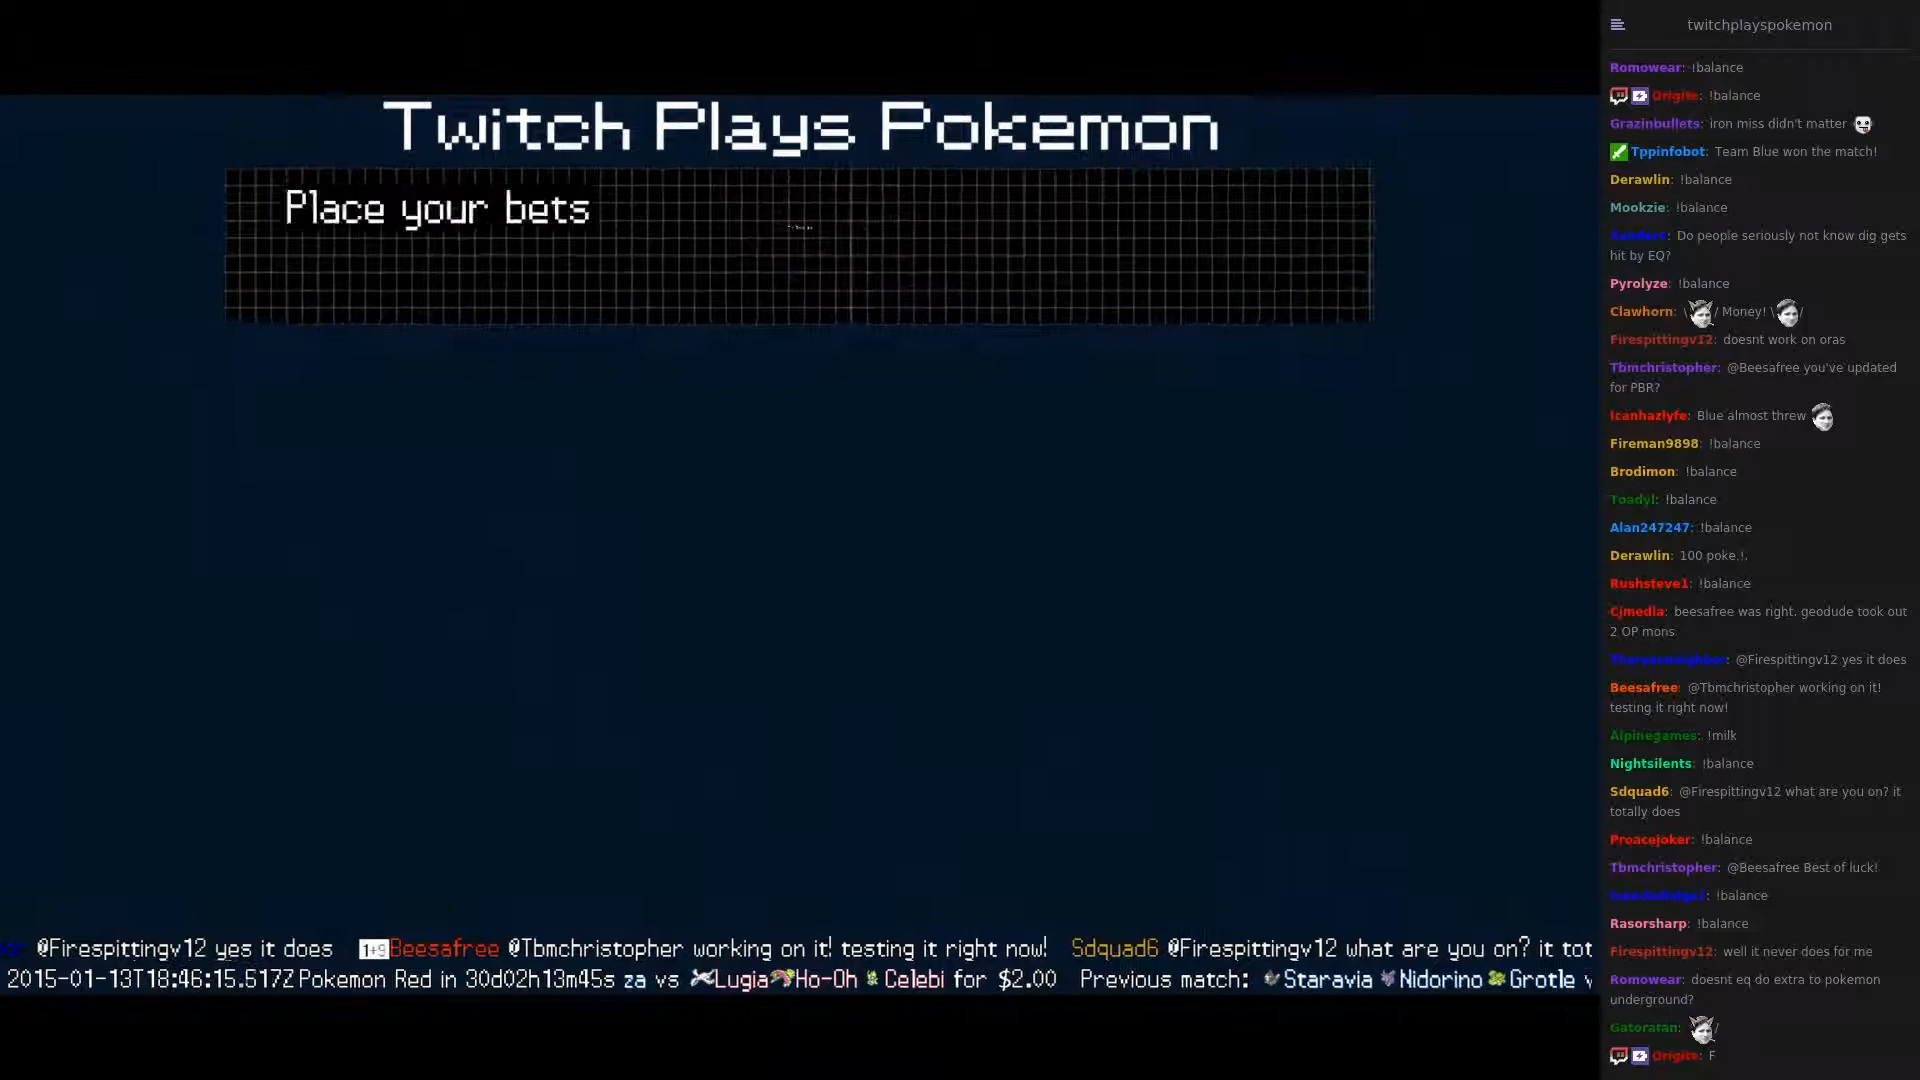 Twitch Plays Pokemon
Place your bets
@Firespittingv12 yes it does 1+9 Beesafree @Tbmchristopher working on it! testing it right now! Sdquad6 @Firespittingv12 what are you on? it tot
2015-01-13T18:46:15.517Z Pokemon Red in 30d02h13m45s za vs Lugia Ho-Oh Celebi for $2.00 Previous match: Staravia Nidorino Grotle v
twitchplayspokemon
Romowear: !balance
Origite: !balance
Grazinbullets: iron miss didn't matter
Tppinfobot: Team Blue won the match!
Derawlin: !balance
Mookzie: !balance
Do people seriously not know dig gets
hit by EQ?
Pyrolyze: !balance
Clawhorn: \ / Money! \ /
Firespittingv12: doesnt work on oras
Tbmchristopher: @Beesafree you've updated
for PBR?
Icanhazlyfe: Blue almost threw
Fireman9898: !balance
Brodimon: !balance
Toadyl: !balance
Alan247247: !balance
Derawlin: 100 poke.!.
Rushsteve1: !balance
Cjmedia: beesafree was right. geodude took out
2 OP mons
@Firespittingv12 yes it does
Beesafree: @Tbmchristopher working on it!
testing it right now!
Alpinegames: !milk
Nightsilents: !balance
Sdquad6: @Firespittingv12 what are you on? it
totally does
Proacejoker: !balance
Tbmchristopher: @Beesafree Best of luck!
!balance
Rasorsharp: !balance
Firespittingv12: well it never does for me
Romowear: doesnt eq do extra to pokemon
underground?
Gatorafan: /
Origite: F